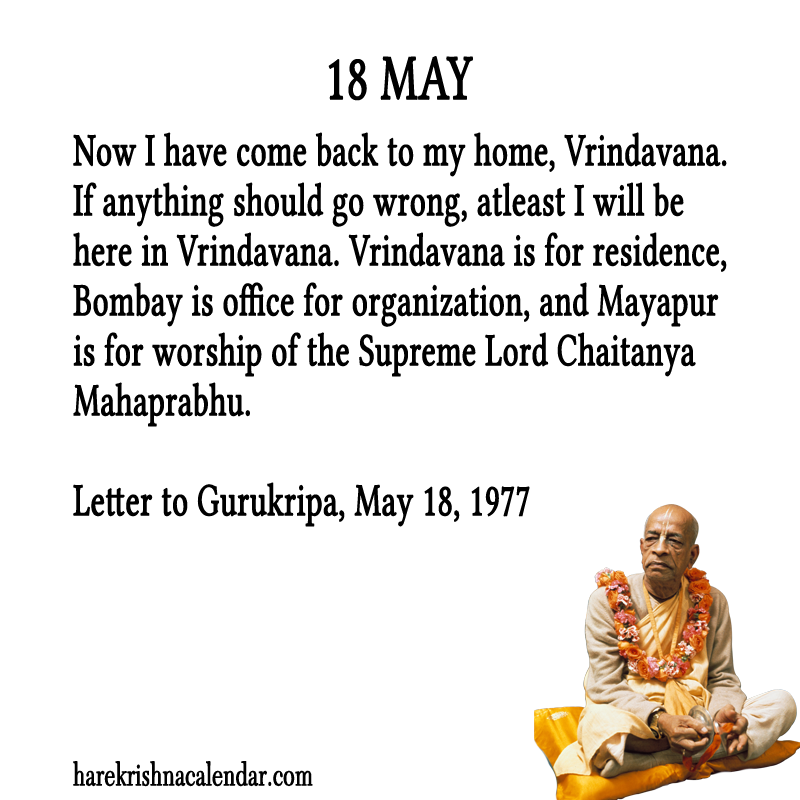 18 MAY
Now I have come back to my home, Vrindavana.
If anything should go wrong, atleast I will be
here in Vrindavana. Vrindavana is for residence,
Bombay is office for organization, and Mayapur
is for worship of the Supreme Lord Chaitanya
Mahaprabhu.
Letter to Gurukripa, May 18, 1977
harekrishnacalendar.com